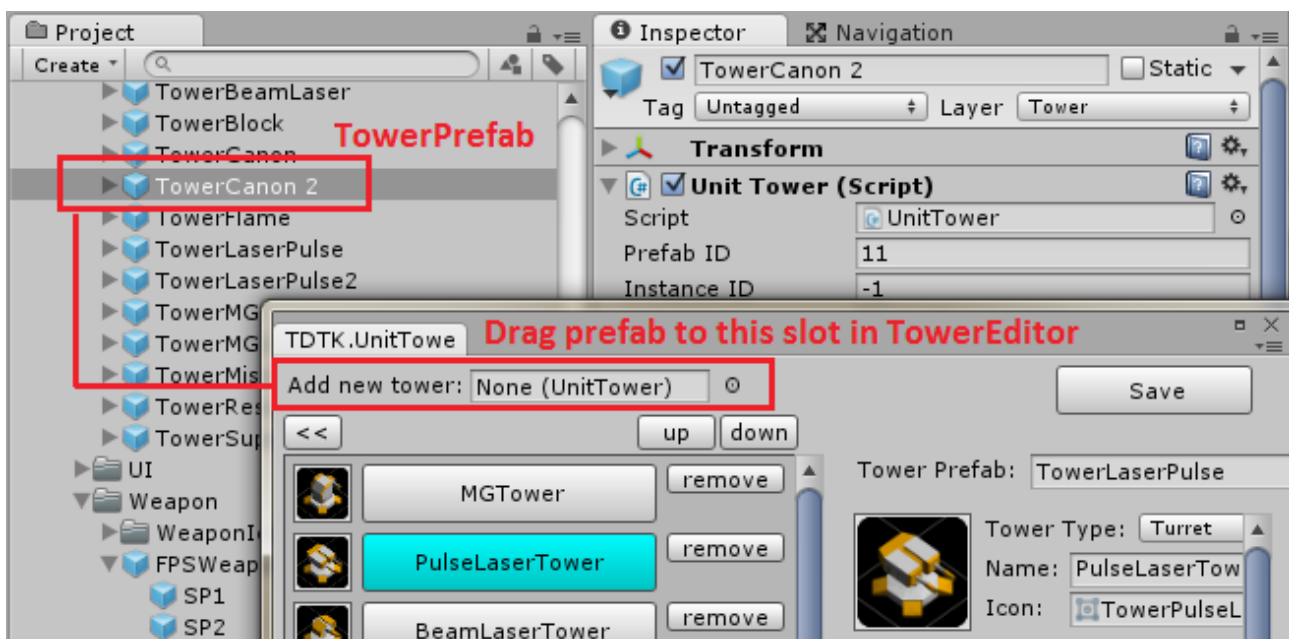 Project
Create
TowerBeamLaser
TowerBlock
TowerCanon
TowerCanon 2
TowerFlame
TowerLaserPulse
TowerLaserPulse2
TowerMG
TowerMG
TowerMis
TowerRes
TowerSup
UI
Weapon
WeaponI
FPSWeap
SP1
SP2
TowerPrefab
Inspector
Navigation
TowerCanon 2
Static
Tag Untagged Layer Tower
Transform
Unit Tower (Script)
Script UnitTower
Prefab ID 11
Instance ID -1
TDTK.UnitTowe
Drag prefab to this slot in TowerEditor
Add new tower: None (UnitTower)
Save
<< up down
MGTower remove
PulseLaserTower remove
BeamLaserTower remove
Tower Prefab: TowerLaserPulse
Tower Type: Turret
Name: PulseLaserTow
Icon: TowerPulseL